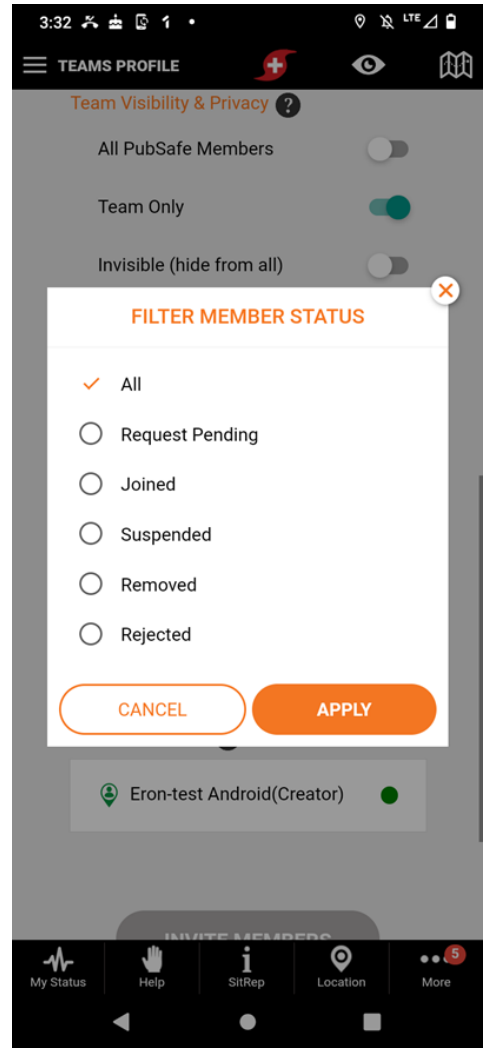 3:32
LTE
TEAMS PROFILE
Team Visibility & Privacy ?
All PubSafe Members
Team Only
Invisible (hide from all)
FILTER MEMBER STATUS
All
Request Pending
Joined
Suspended
Removed
Rejected
CANCEL
APPLY
Eron-test Android(Creator)
INVITE MEMBERS
5
My Status
Help
SitRep
Location
More